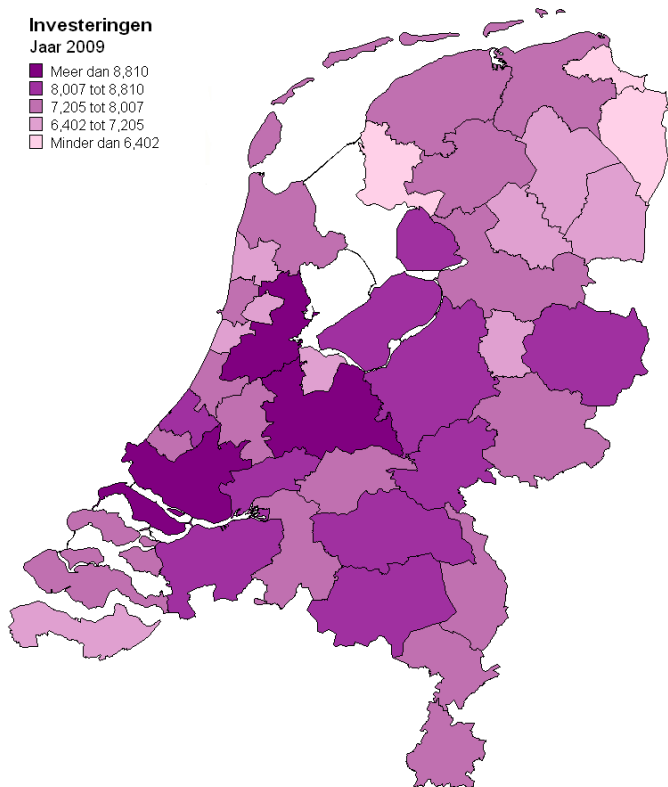 Investeringen
Jaar 2009
Meer dan 8,810
8,007 tot 8,810
7,205 tot 8,007
6,402 tot 7,205
Minder dan 6,402